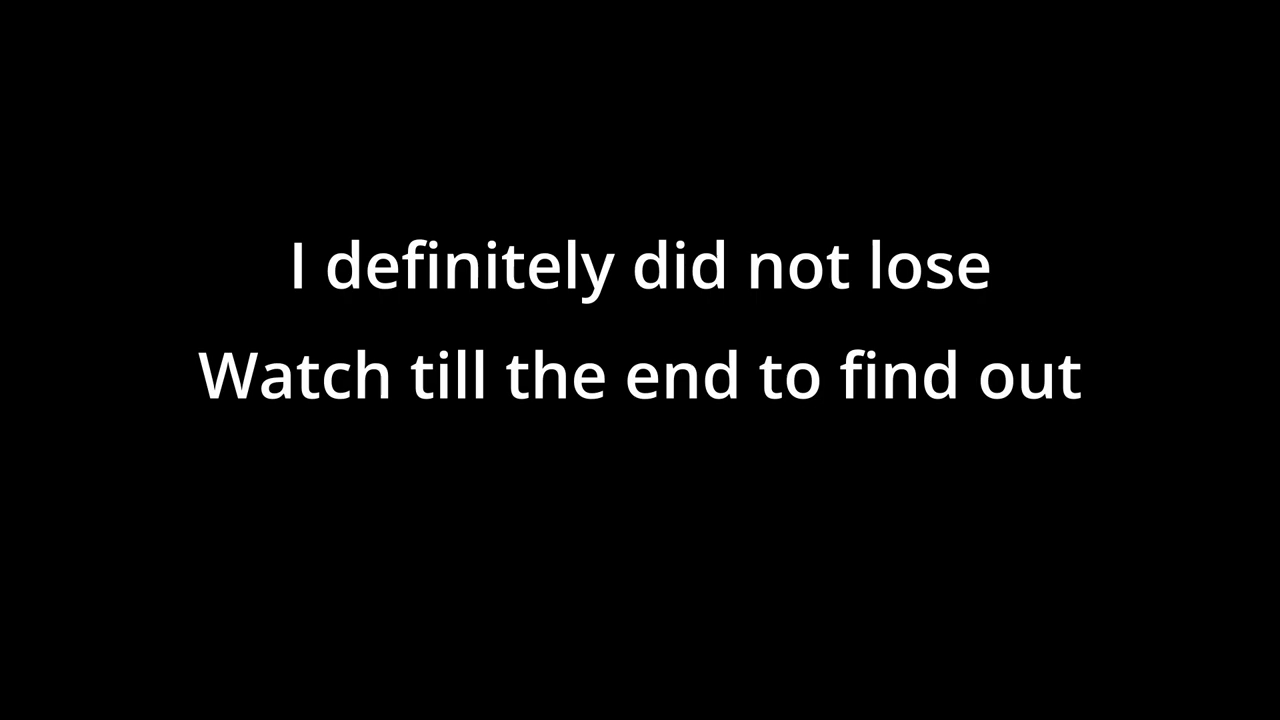 I definitely did not lose
Watch till the end to find out